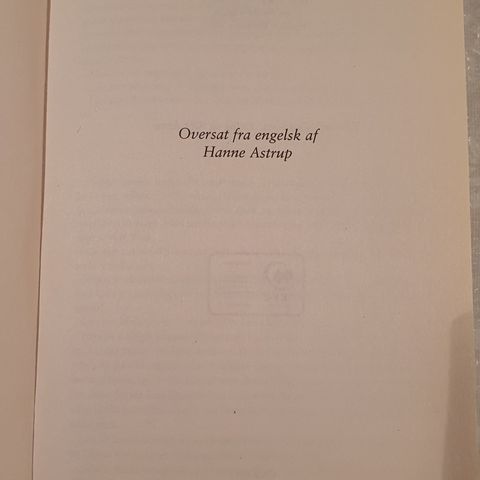 Oversat fra engelsk af
Hanne Astrup